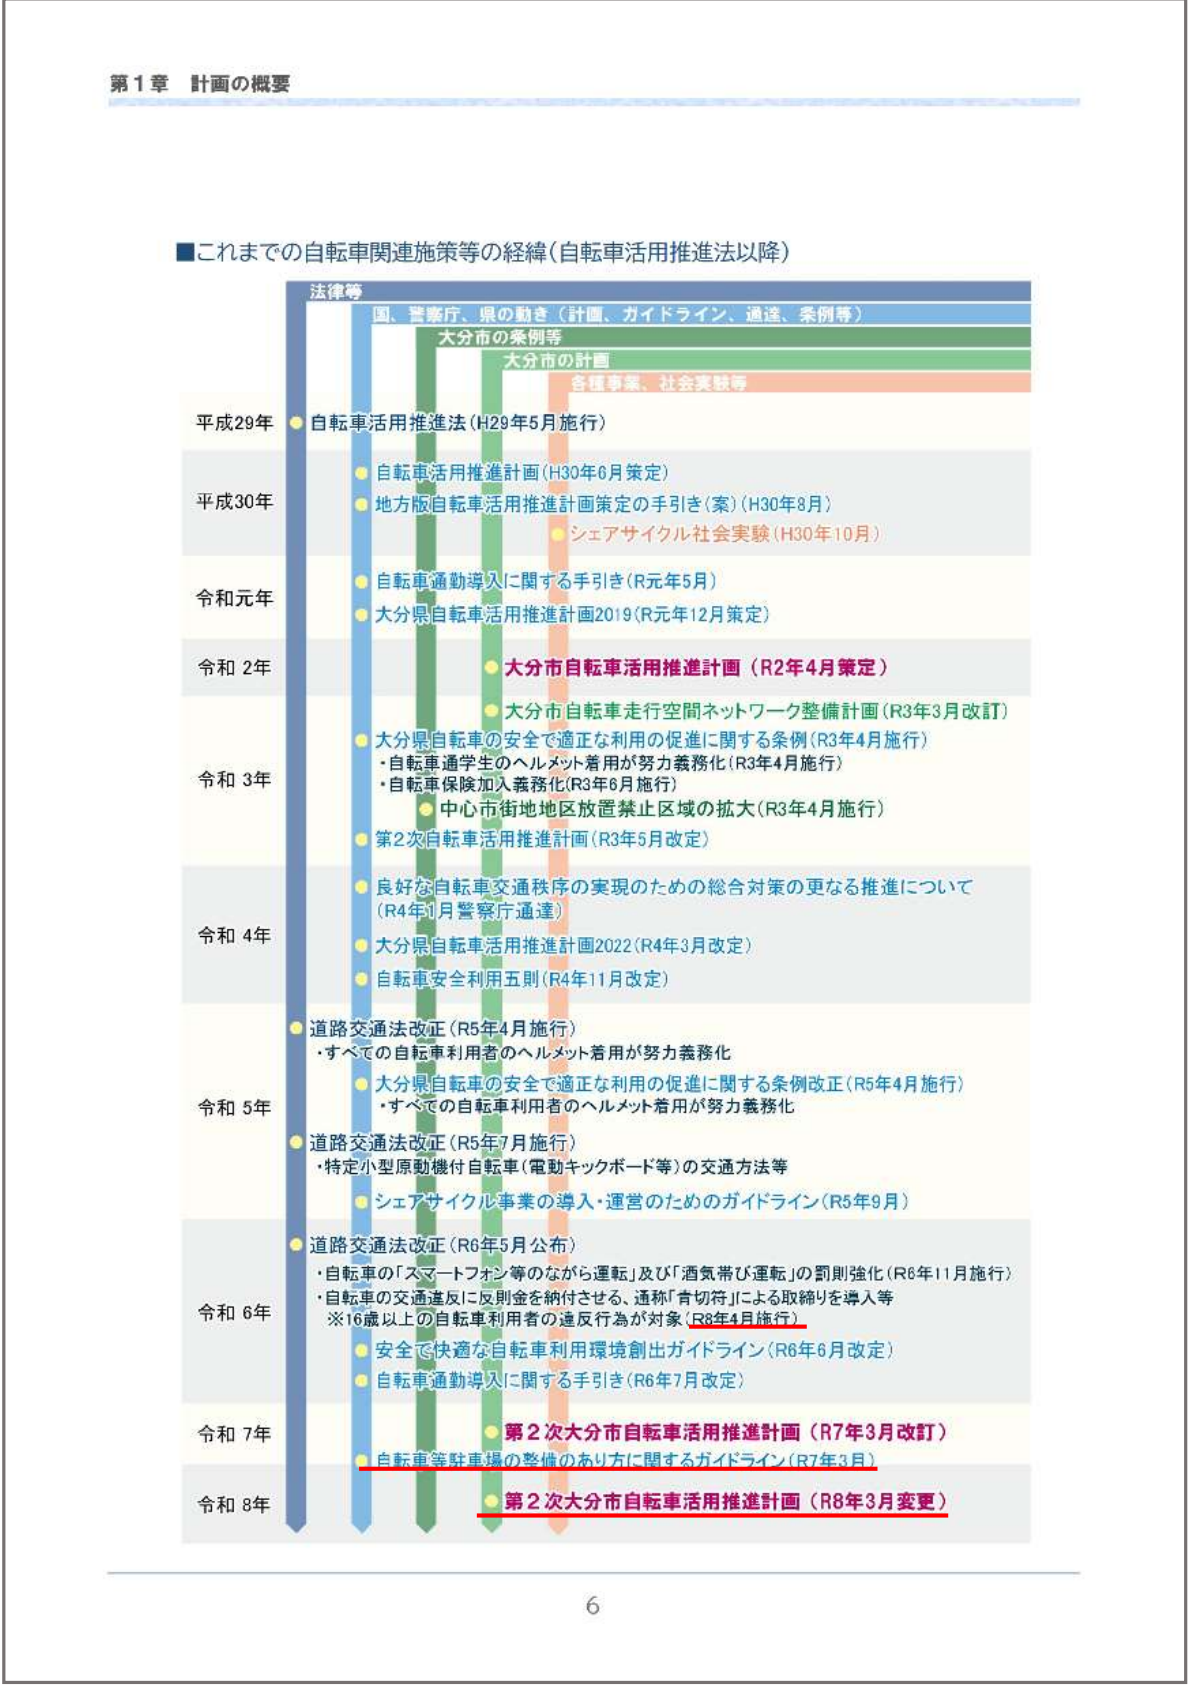 第1章　計画の概要
■これまでの自転車関連施策等の経緯(自転車活用推進法以降)
法律等
国、警察庁、県の動き（計画、ガイドライン、通達、条例等）
大分市の条例等
大分市の計画
各種事業、社会実験等
平成29年
自転車活用推進法(H29年5月施行)
平成30年
自転車活用推進計画(H30年6月策定)
地方版自転車活用推進計画策定の手引き(案)(H30年8月)
シェアサイクル社会実験(H30年10月)
令和元年
自転車通勤導入に関する手引き(R元年5月)
大分県自転車活用推進計画2019(R元年12月策定)
令和 2年
大分市自転車活用推進計画（R2年4月策定）
令和 3年
大分市自転車走行空間ネットワーク整備計画(R3年3月改訂)
大分県自転車の安全で適正な利用の促進に関する条例(R3年4月施行)
・自転車通学生のヘルメット着用が努力義務化(R3年4月施行)
・自転車保険加入義務化(R3年6月施行)
中心市街地地区放置禁止区域の拡大(R3年4月施行)
第2次自転車活用推進計画(R3年5月改定)
令和 4年
良好な自転車交通秩序の実現のための総合対策の更なる推進について
(R4年1月警察庁通達)
大分県自転車活用推進計画2022(R4年3月改定)
自転車安全利用五則(R4年11月改定)
令和 5年
道路交通法改正(R5年4月施行)
・すべての自転車利用者のヘルメット着用が努力義務化
大分県自転車の安全で適正な利用の促進に関する条例改正(R5年4月施行)
・すべての自転車利用者のヘルメット着用が努力義務化
道路交通法改正(R5年7月施行)
・特定小型原動機付自転車(電動キックボード等)の交通方法等
シェアサイクル事業の導入・運営のためのガイドライン(R5年9月)
令和 6年
道路交通法改正(R6年5月公布)
・自転車の「スマートフォン等のながら運転」及び「酒気帯び運転」の罰則強化(R6年11月施行)
・自転車の交通違反に反則金を納付させる、通称「青切符」による取締りを導入等
※16歳以上の自転車利用者の違反行為が対象(R8年4月施行)
安全で快適な自転車利用環境創出ガイドライン(R6年6月改定)
自転車通勤導入に関する手引き(R6年7月改定)
令和 7年
第2次大分市自転車活用推進計画（R7年3月改訂）
自転車等駐車場の整備のあり方に関するガイドライン(R7年3月)
令和 8年
第2次大分市自転車活用推進計画（R8年3月変更）
6